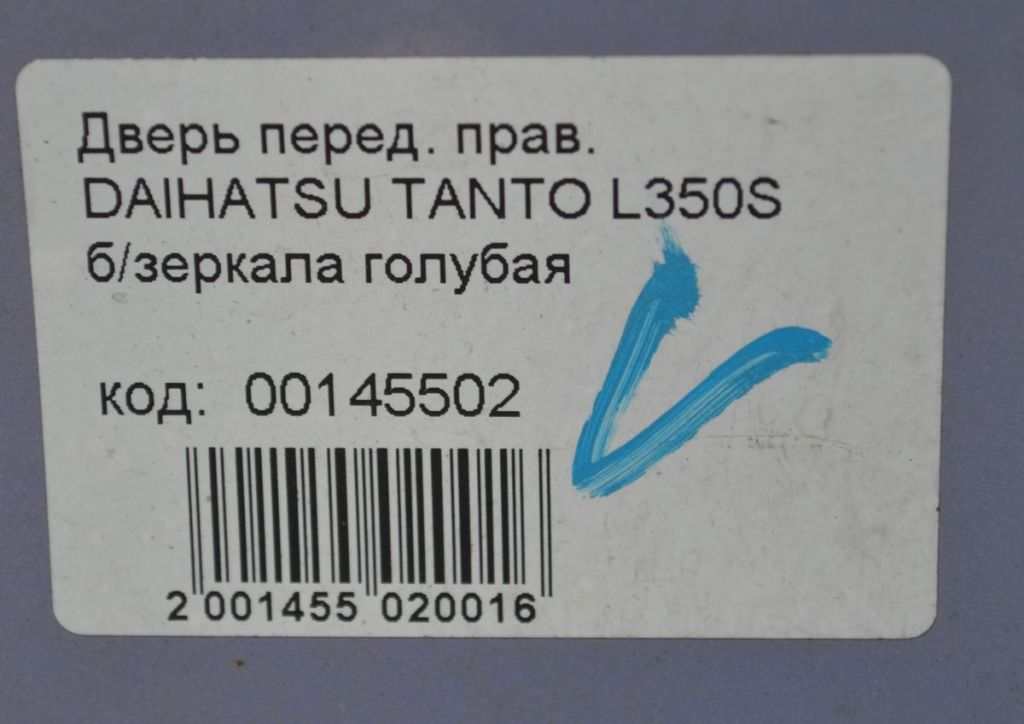 Дверь перед. прав.
DAIHATSU TANTO L350S
б/зеркала голубая
код: 00145502
2 001455 020016